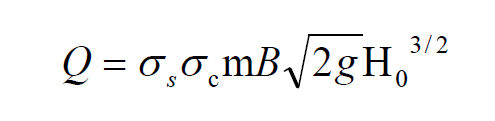 Q = σ_s σ_c mB√(2g) H_0^{3/2}